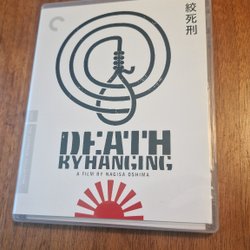 絞死刑
DEATH
BY HANGING
A FILM BY NAGISA OSHIMA